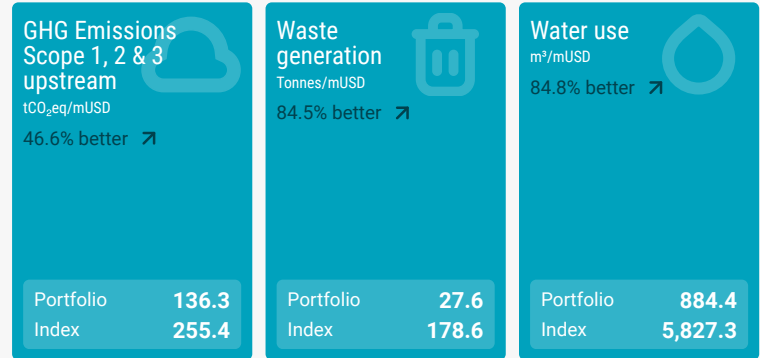 GHG Emissions
Scope 1, 2 & 3
upstream
tCO₂eq/mUSD
46.6% better
Portfolio 136.3
Index 255.4
Waste
generation
Tonnes/mUSD
84.5% better
Portfolio 27.6
Index 178.6
Water use
m³/mUSD
84.8% better
Portfolio 884.4
Index 5,827.3